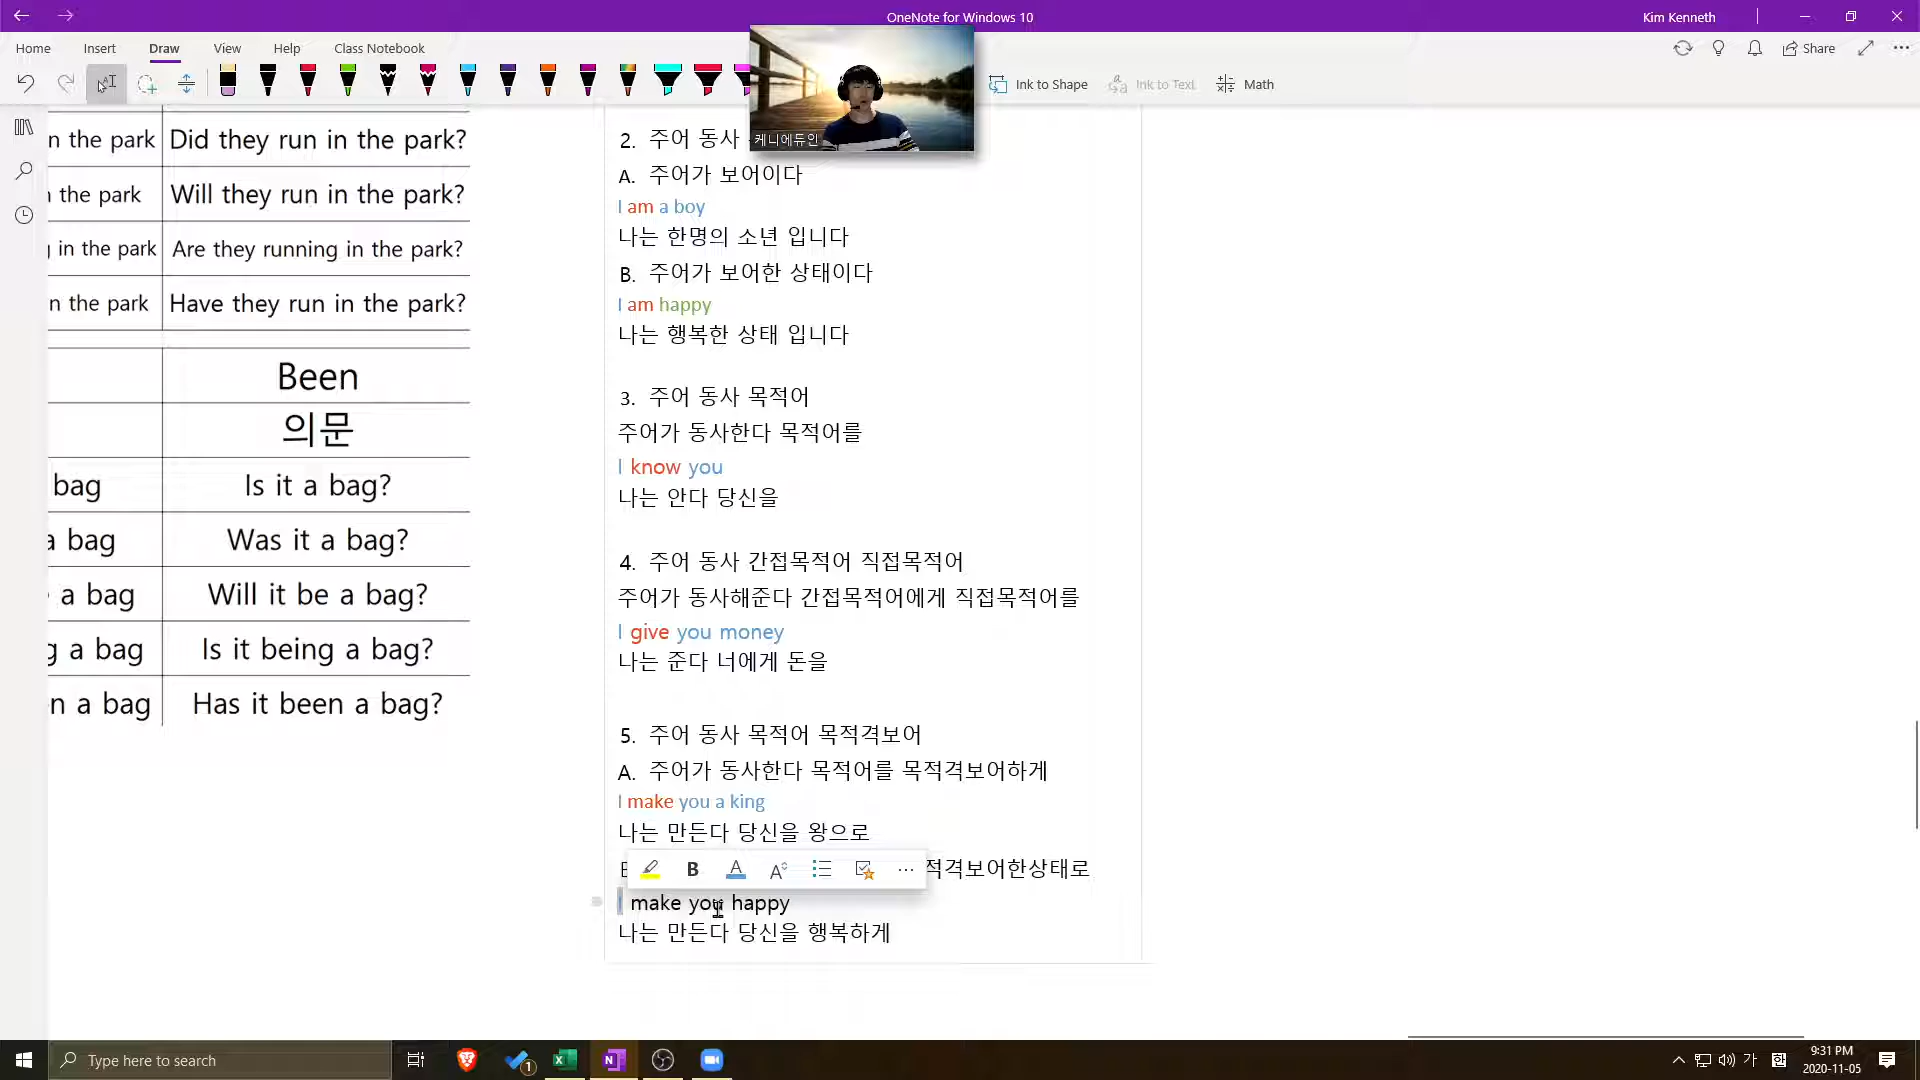 OneNote for Windows 10
Kim Kenneth
Home Insert Draw View Help Class Notebook
Share
Ink to Shape Ink to Text Math
케니에듀인
in the park Did they run in the park?
the park Will they run in the park?
in the park Are they running in the park?
n the park Have they run in the park?
Been
의문
bag Is it a bag?
a bag Was it a bag?
a bag Will it be a bag?
g a bag Is it being a bag?
n a bag Has it been a bag?
2. 주어 동사
A. 주어가 보어이다
I am a boy
나는 한명의 소년 입니다
B. 주어가 보어한 상태이다
I am happy
나는 행복한 상태 입니다
3. 주어 동사 목적어
주어가 동사한다 목적어를
I know you
나는 안다 당신을
4. 주어 동사 간접목적어 직접목적어
주어가 동사해준다 간접목적어에게 직접목적어를
I give you money
나는 준다 너에게 돈을
5. 주어 동사 목적어 목적격보어
A. 주어가 동사한다 목적어를 목적격보어하게
I make you a king
나는 만든다 당신을 왕으로
적격보어한상태로
I make you happy
나는 만든다 당신을 행복하게
Type here to search
1
가
9:31 PM
2020-11-05